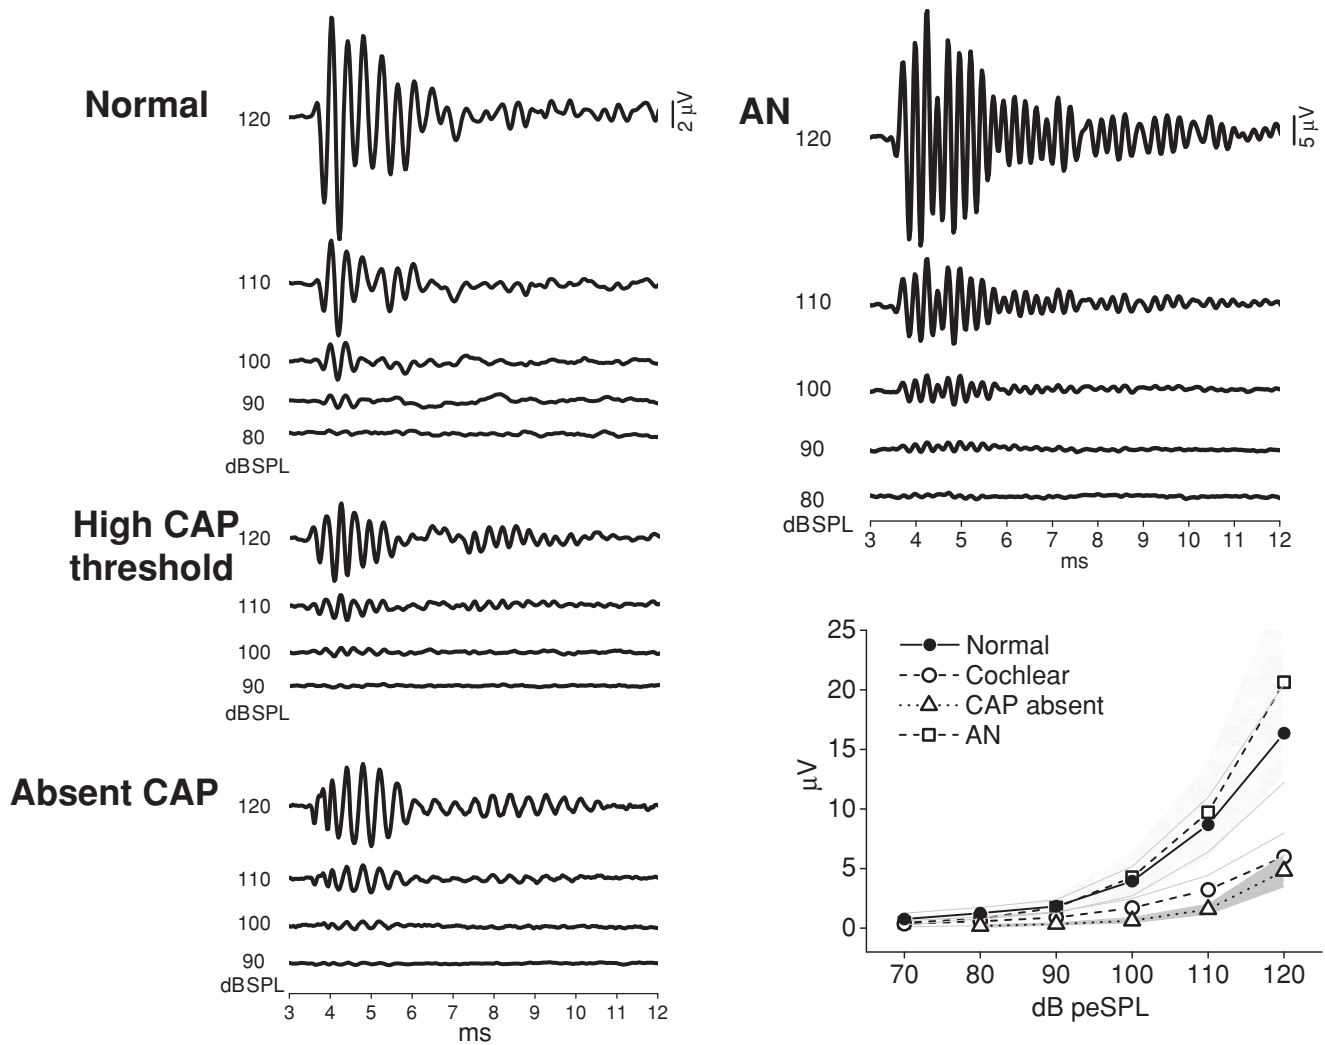 Normal
120
2 µV
110
100
90
80
dBSPL
High CAP
threshold
120
110
100
90
dBSPL
Absent CAP
120
110
100
90
dBSPL
3 4 5 6 7 8 9 10 11 12
ms
AN
120
5 µV
110
100
90
80
dBSPL
3 4 5 6 7 8 9 10 11 12
ms
25
20
15
10
5
0
µV
Normal
Cochlear
CAP absent
AN
70 80 90 100 110 120
dB peSPL